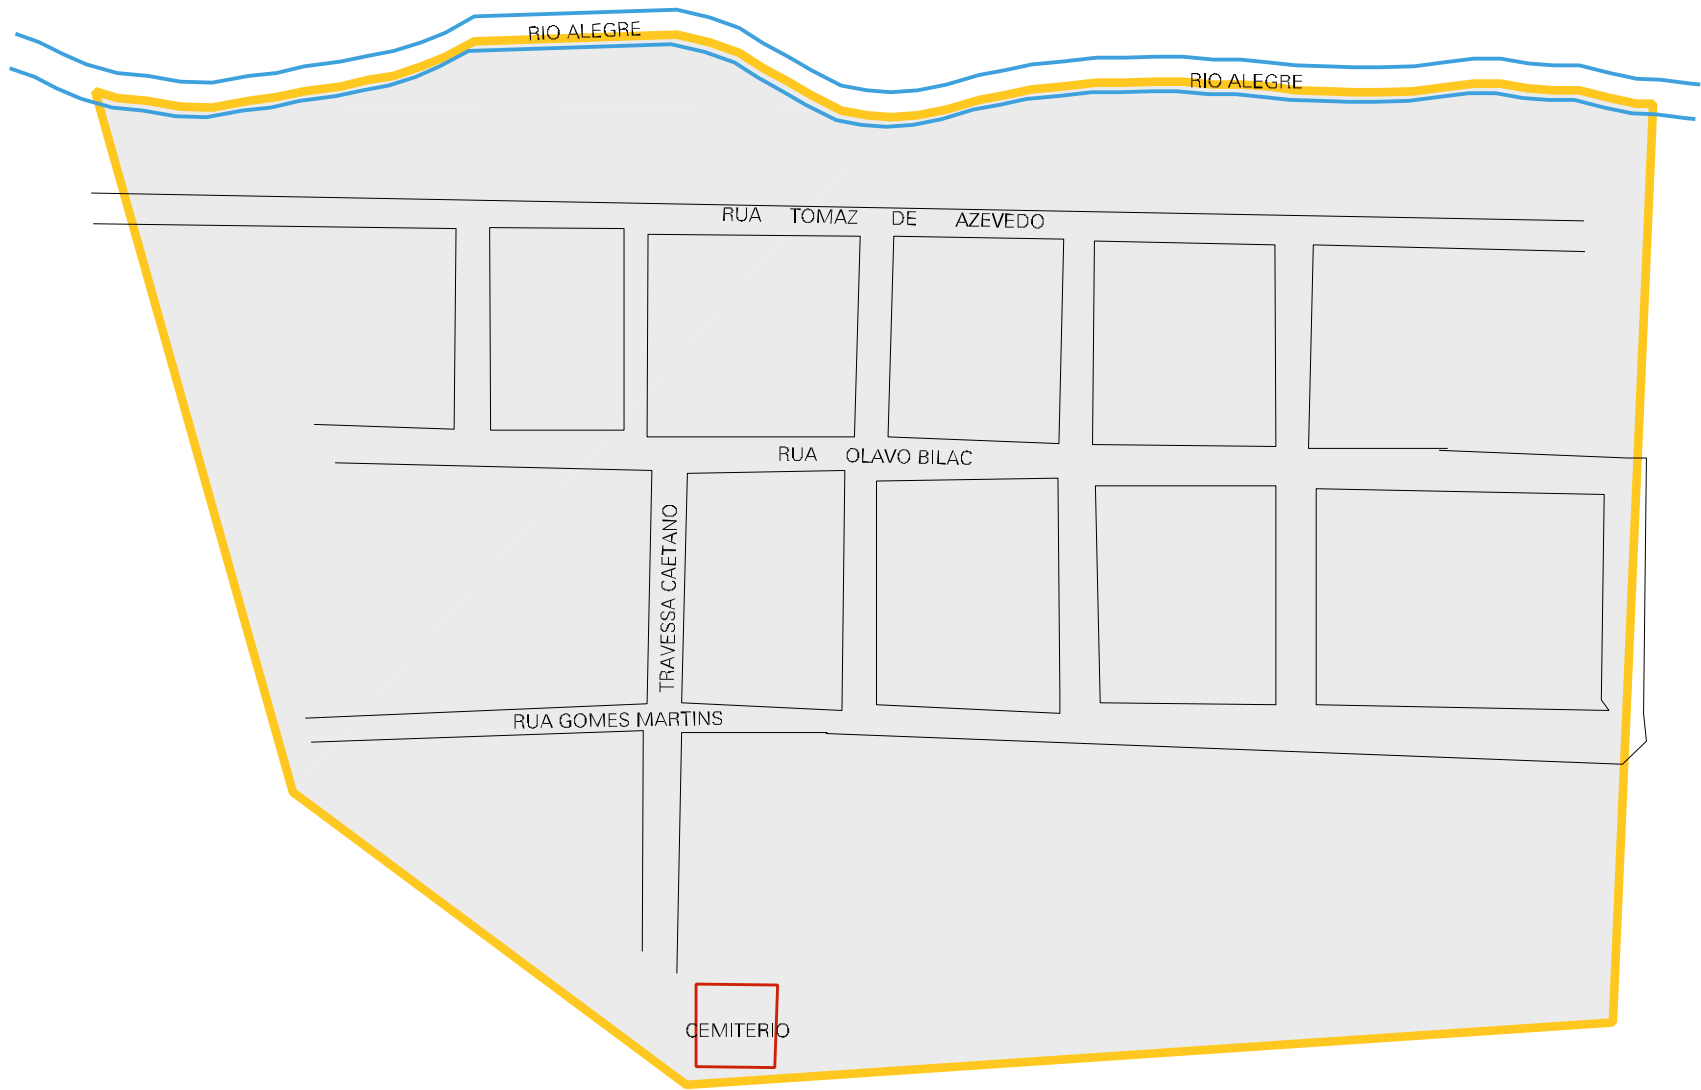 RIO ALEGRE
RIO ALEGRE
RUA TOMAZ DE AZEVEDO
RUA OLAVO BILAC
TRAVESSA CAETANO
RUA GOMES MARTINS
CEMITERIO